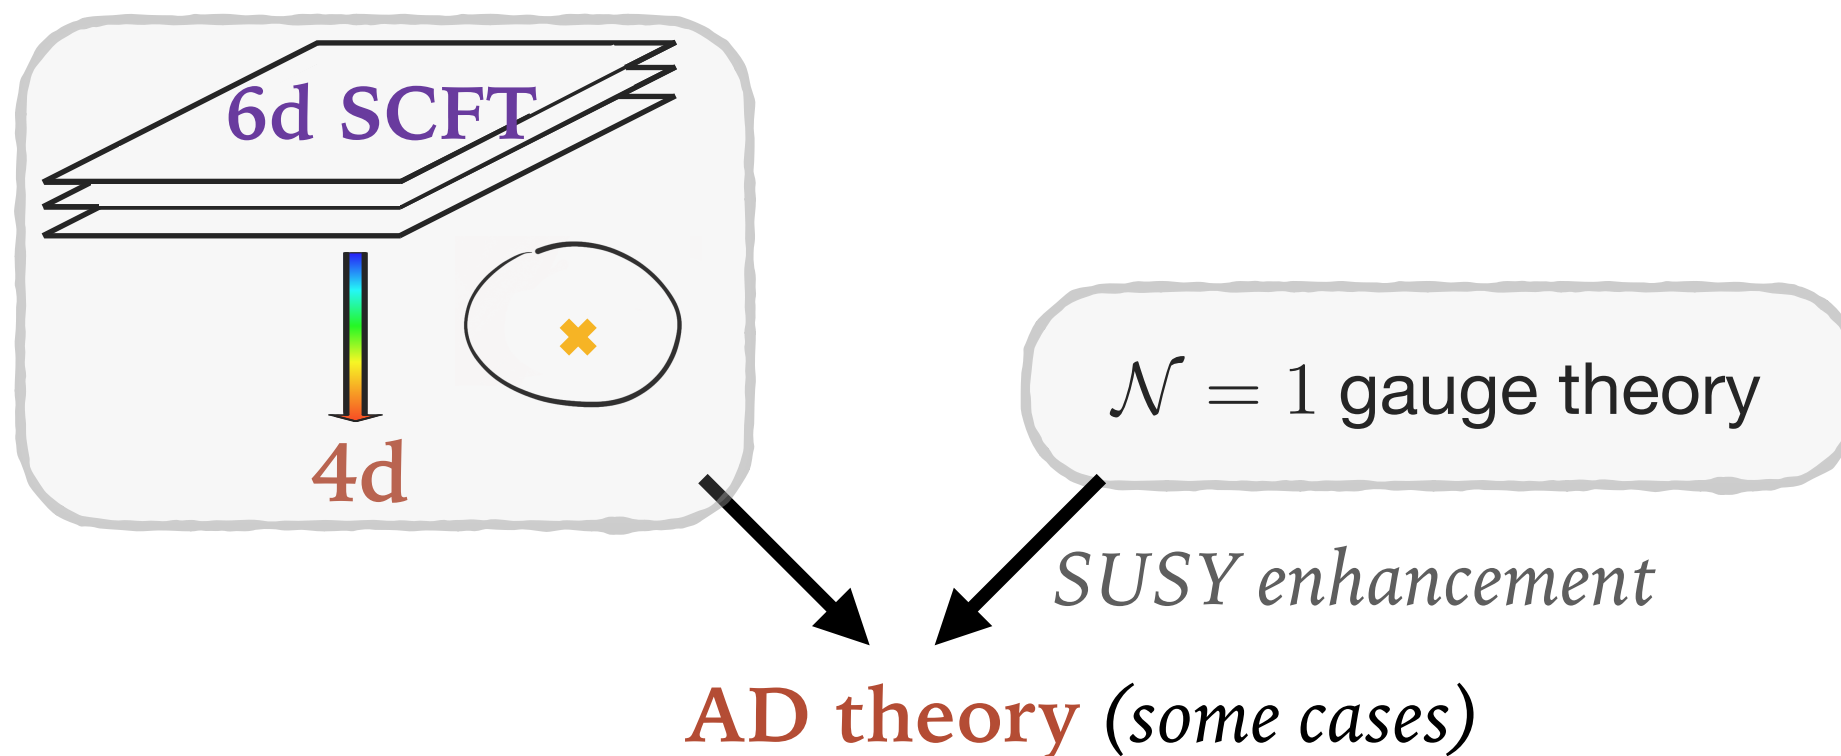 6d SCFT
4d
𝒩 = 1 gauge theory
SUSY enhancement
AD theory (some cases)